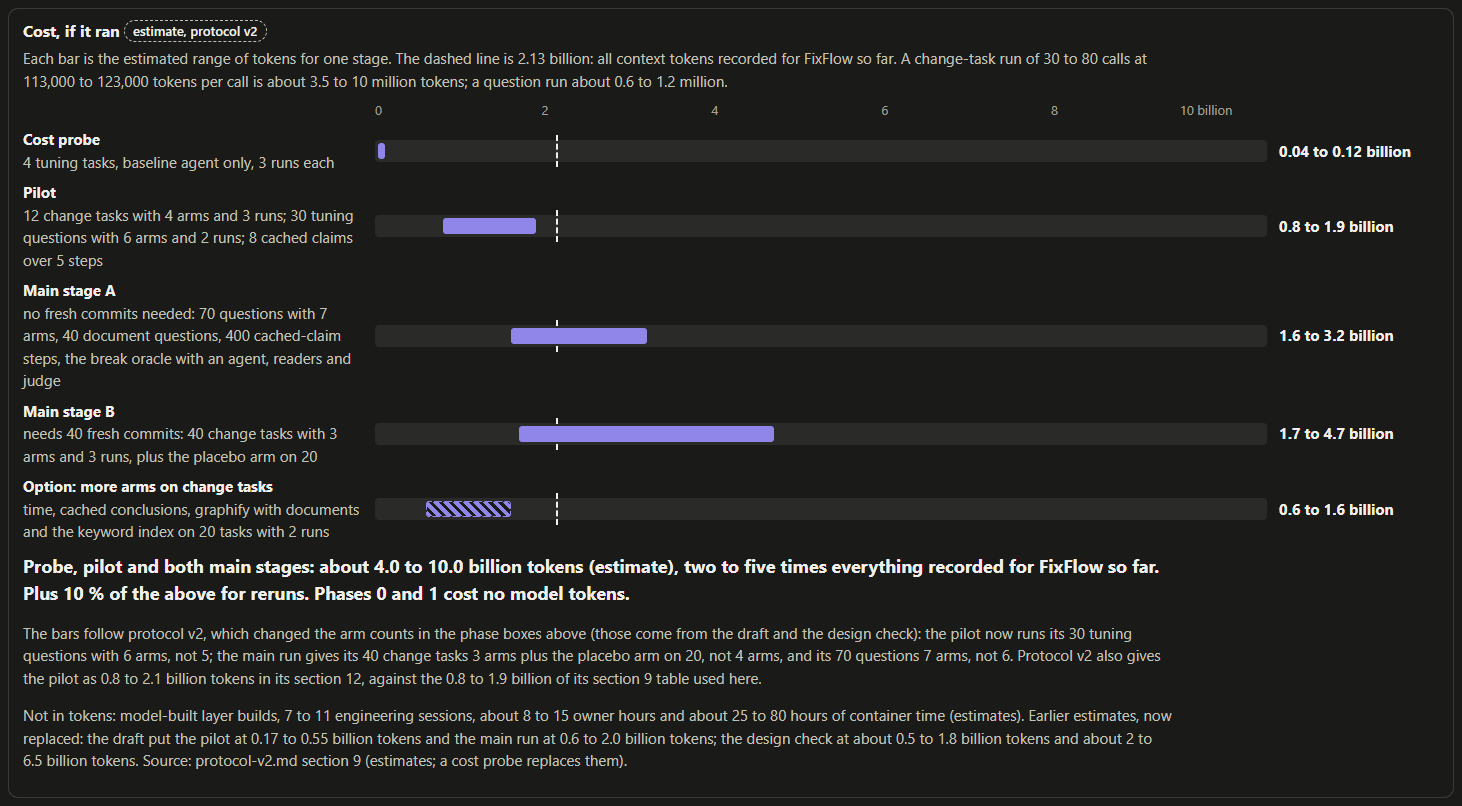 Cost, if it ran estimate, protocol v2
Each bar is the estimated range of tokens for one stage. The dashed line is 2.13 billion: all context tokens recorded for FixFlow so far. A change-task run of 30 to 80 calls at
113,000 to 123,000 tokens per call is about 3.5 to 10 million tokens; a question run about 0.6 to 1.2 million.
0 2 4 6 8 10 billion
Cost probe
4 tuning tasks, baseline agent only, 3 runs each
0.04 to 0.12 billion
Pilot
12 change tasks with 4 arms and 3 runs; 30 tuning
questions with 6 arms and 2 runs; 8 cached claims
over 5 steps
0.8 to 1.9 billion
Main stage A
no fresh commits needed: 70 questions with 7
arms, 40 document questions, 400 cached-claim
steps, the break oracle with an agent, readers and
judge
1.6 to 3.2 billion
Main stage B
needs 40 fresh commits: 40 change tasks with 3
arms and 3 runs, plus the placebo arm on 20
1.7 to 4.7 billion
Option: more arms on change tasks
time, cached conclusions, graphify with documents
and the keyword index on 20 tasks with 2 runs
0.6 to 1.6 billion
Probe, pilot and both main stages: about 4.0 to 10.0 billion tokens (estimate), two to five times everything recorded for FixFlow so far.
Plus 10 % of the above for reruns. Phases 0 and 1 cost no model tokens.
The bars follow protocol v2, which changed the arm counts in the phase boxes above (those come from the draft and the design check): the pilot now runs its 30 tuning
questions with 6 arms, not 5; the main run gives its 40 change tasks 3 arms plus the placebo arm on 20, not 4 arms, and its 70 questions 7 arms, not 6. Protocol v2 also gives
the pilot as 0.8 to 2.1 billion tokens in its section 12, against the 0.8 to 1.9 billion of its section 9 table used here.
Not in tokens: model-built layer builds, 7 to 11 engineering sessions, about 8 to 15 owner hours and about 25 to 80 hours of container time (estimates). Earlier estimates, now
replaced: the draft put the pilot at 0.17 to 0.55 billion tokens and the main run at 0.6 to 2.0 billion tokens; the design check at about 0.5 to 1.8 billion tokens and about 2 to
6.5 billion tokens. Source: protocol-v2.md section 9 (estimates; a cost probe replaces them).